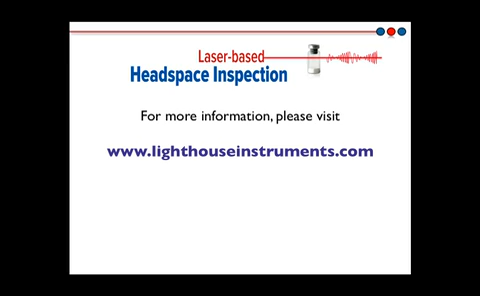 Laser-based
Headspace Inspection
For more information, please visit
www.lighthouseinstruments.com